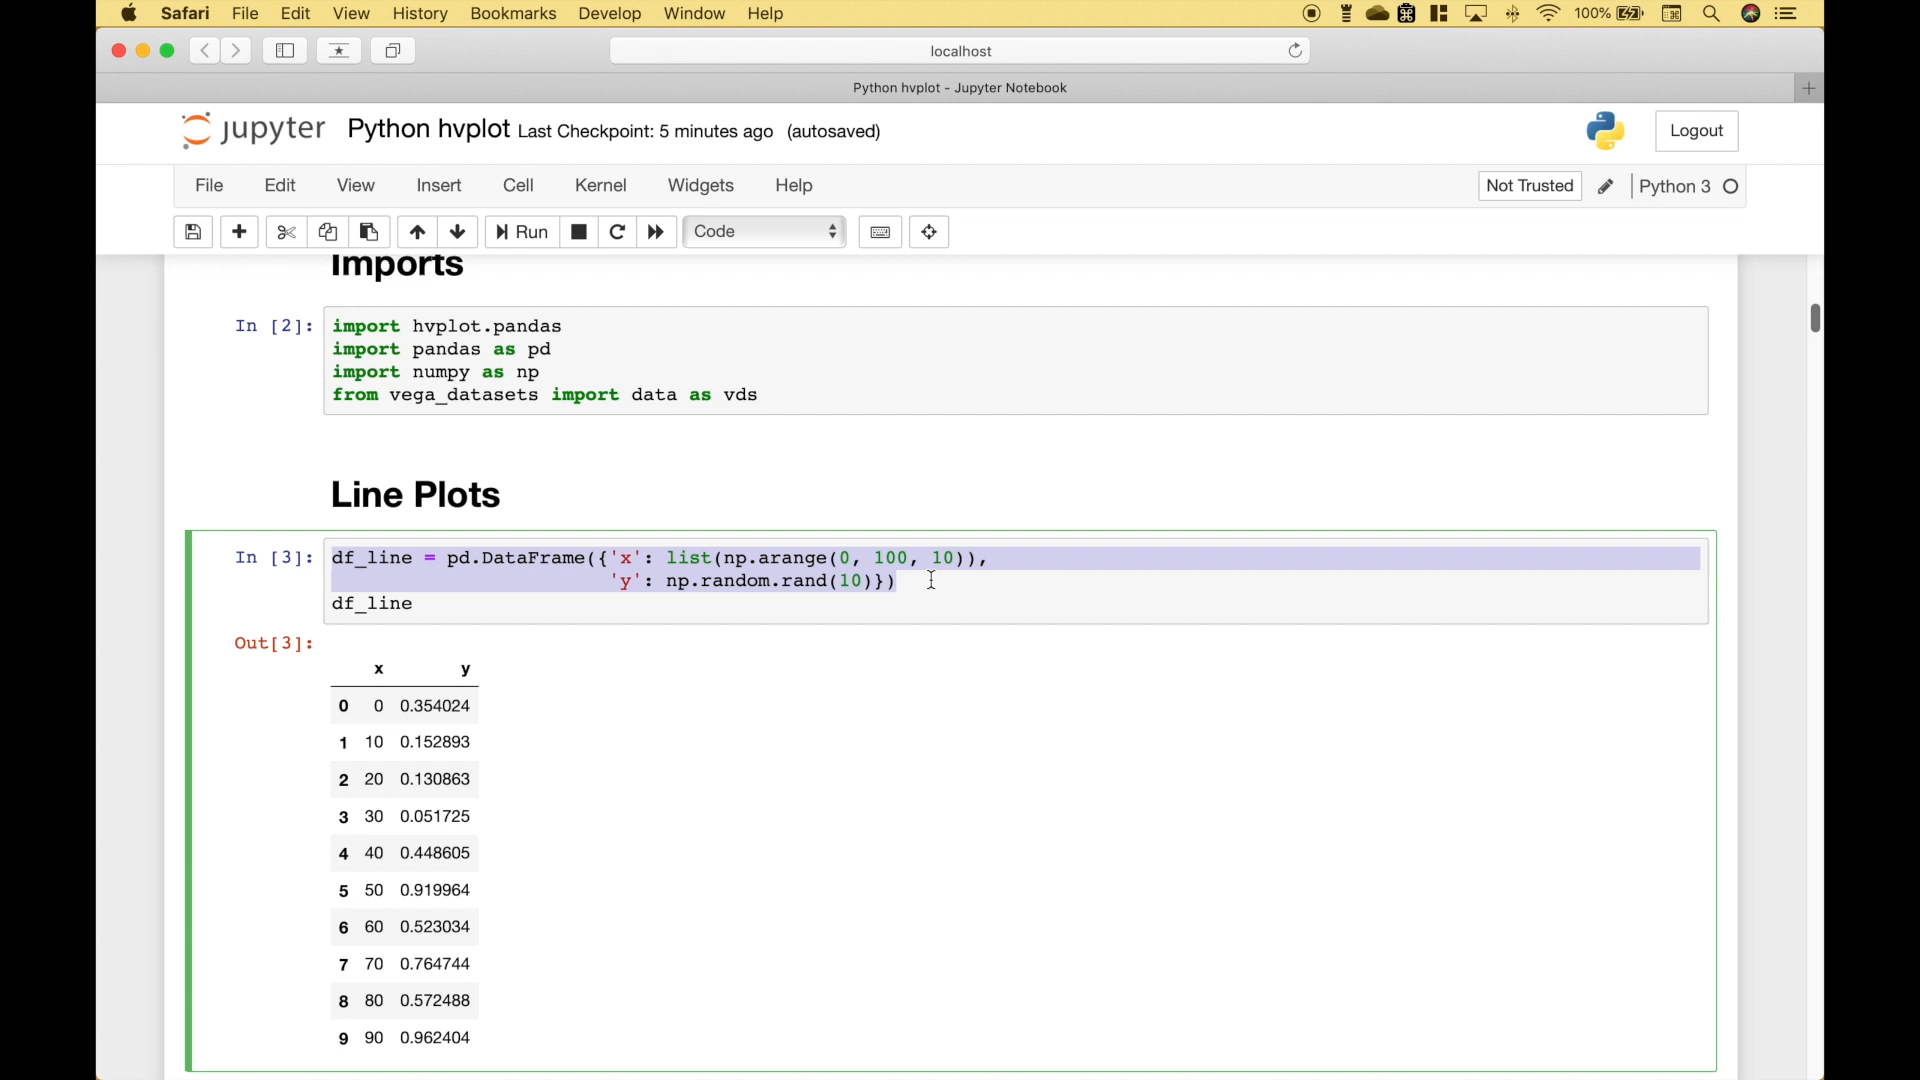 Safari File Edit View History Bookmarks Develop Window Help 100%
localhost
Python hvplot - Jupyter Notebook
jupyter Python hvplot Last Checkpoint: 5 minutes ago (autosaved) Logout
File Edit View Insert Cell Kernel Widgets Help Not Trusted Python 3
Run Code
Imports
In [2]: import hvplot.pandas
import pandas as pd
import numpy as np
from vega_datasets import data as vds
Line Plots
In [3]: df_line = pd.DataFrame({'x': list(np.arange(0, 100, 10)),
'y': np.random.rand(10)})
df_line
Out[3]:
x y
0 0 0.354024
1 10 0.152893
2 20 0.130863
3 30 0.051725
4 40 0.448605
5 50 0.919964
6 60 0.523034
7 70 0.764744
8 80 0.572488
9 90 0.962404